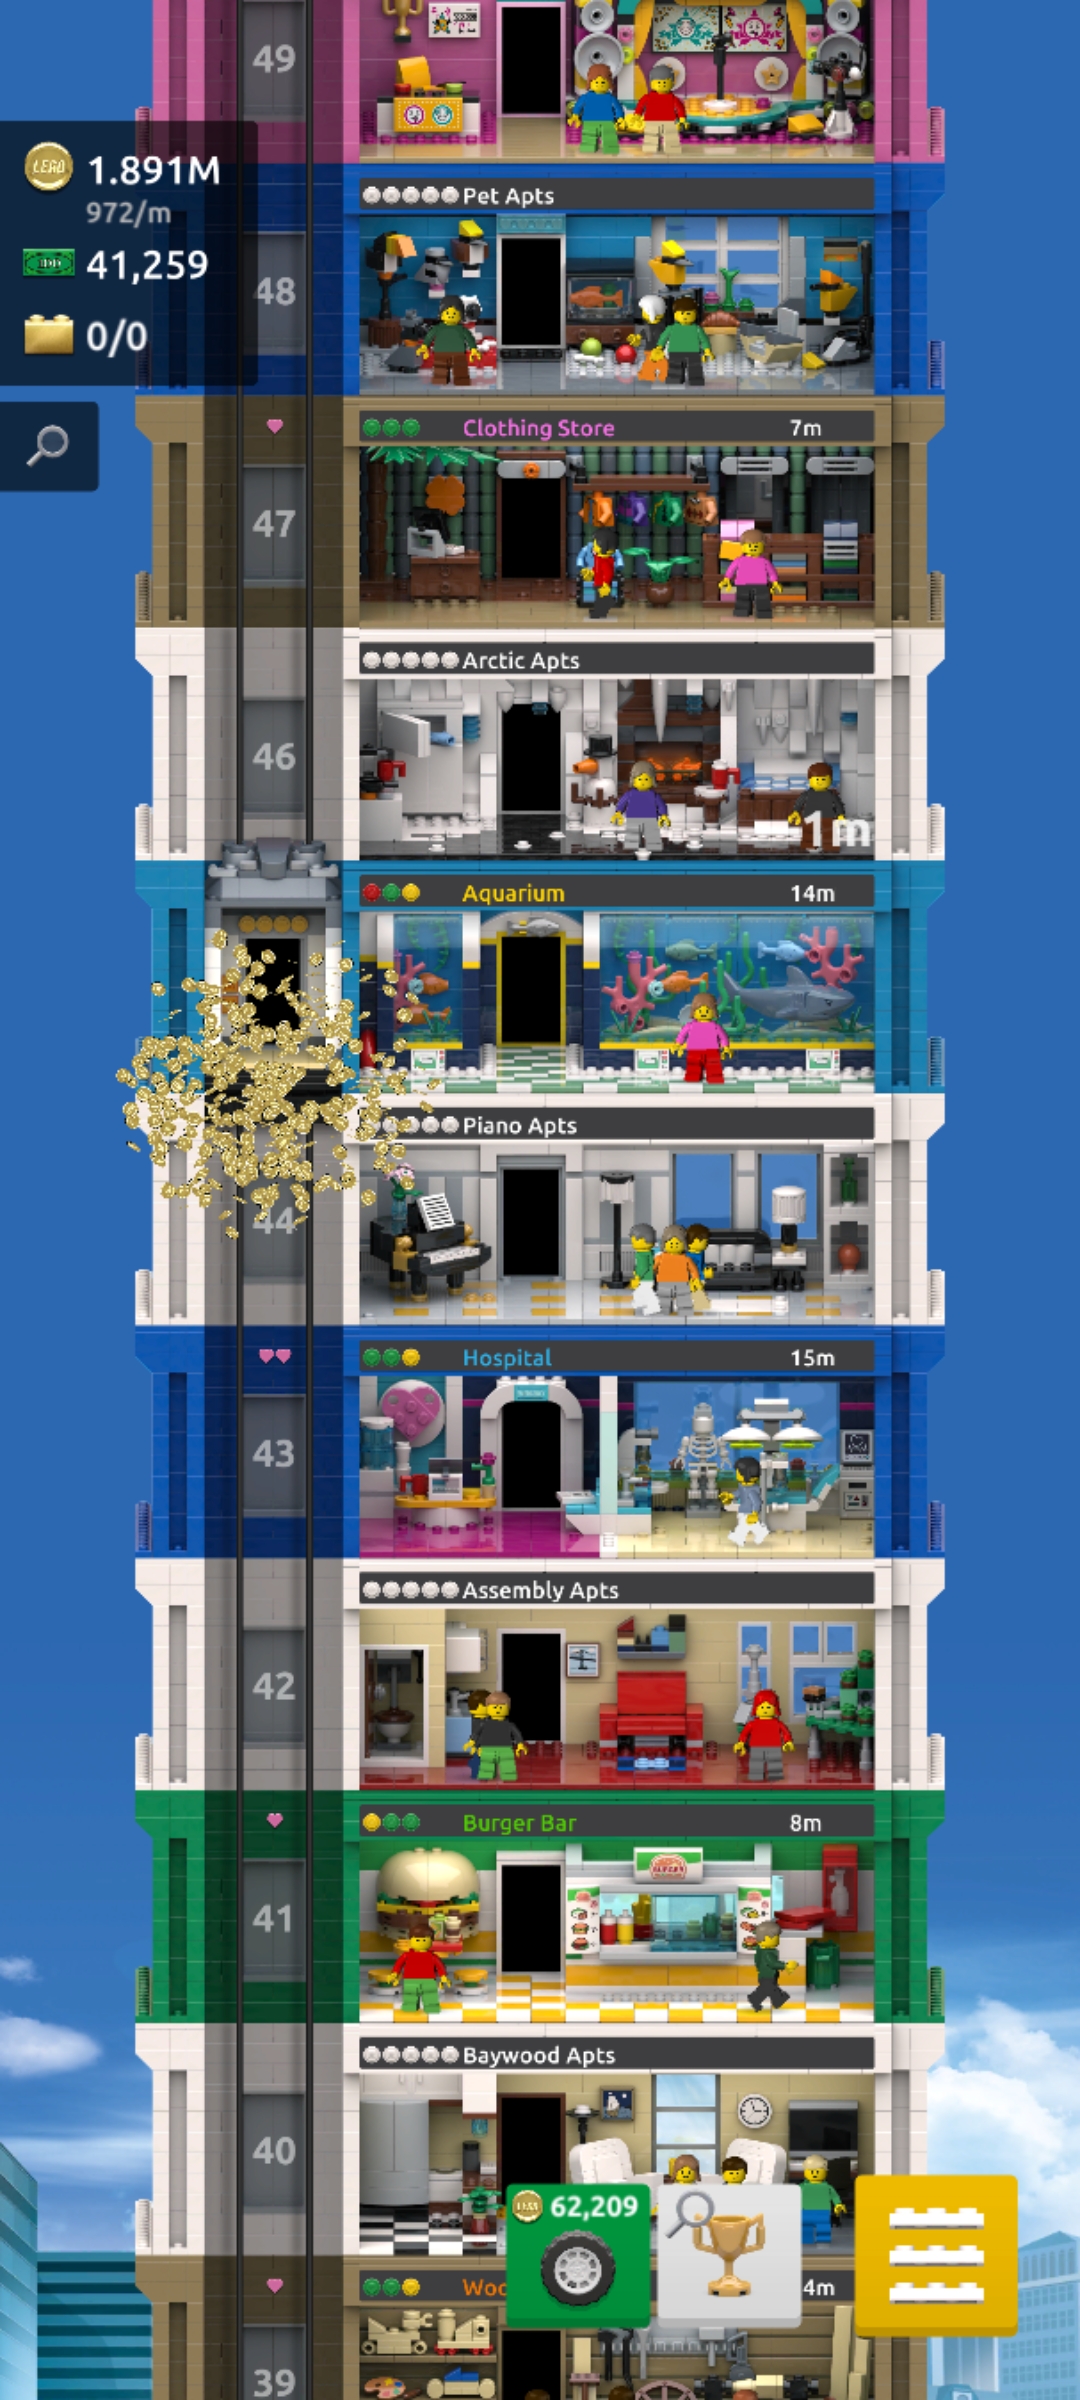 49
LEGO 1.891M
972/m
41,259
0/0
Pet Apts
48
Clothing Store 7m
47
Arctic Apts
46
1m
Aquarium 14m
Piano Apts
44
Hospital 15m
43
Assembly Apts
42
Burger Bar 8m
41
Baywood Apts
40
62,209
4m
39